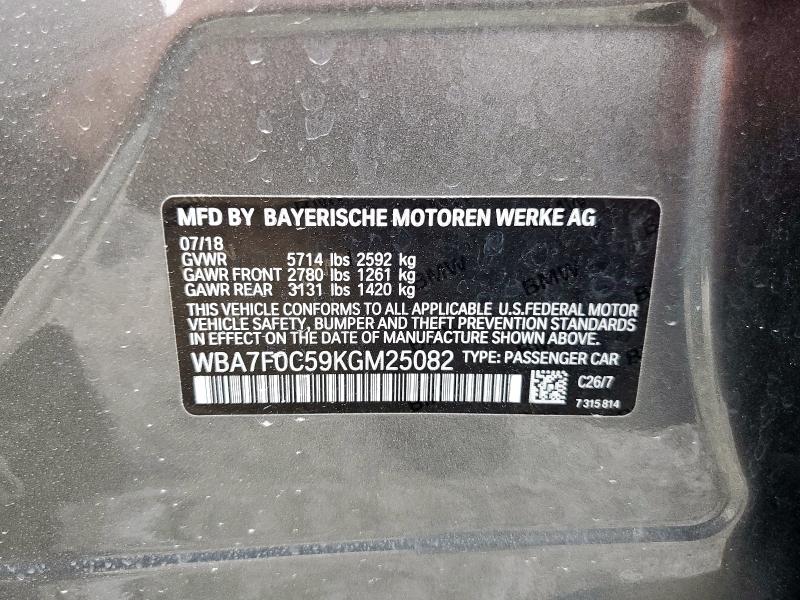 MFD BY BAYERISCHE MOTOREN WERKE AG
07/18
GVWR 5714 lbs 2592 kg
GAWR FRONT 2780 lbs 1261 kg
GAWR REAR 3131 lbs 1420 kg
THIS VEHICLE CONFORMS TO ALL APPLICABLE U.S.FEDERAL MOTOR
VEHICLE SAFETY, BUMPER AND THEFT PREVENTION STANDARDS
IN EFFECT ON THE DATE OF MANUFACTURE SHOWN ABOVE.
WBA7F0C59KGM25082 TYPE: PASSENGER CAR
C26/7
7 315 814
BMW
BMW